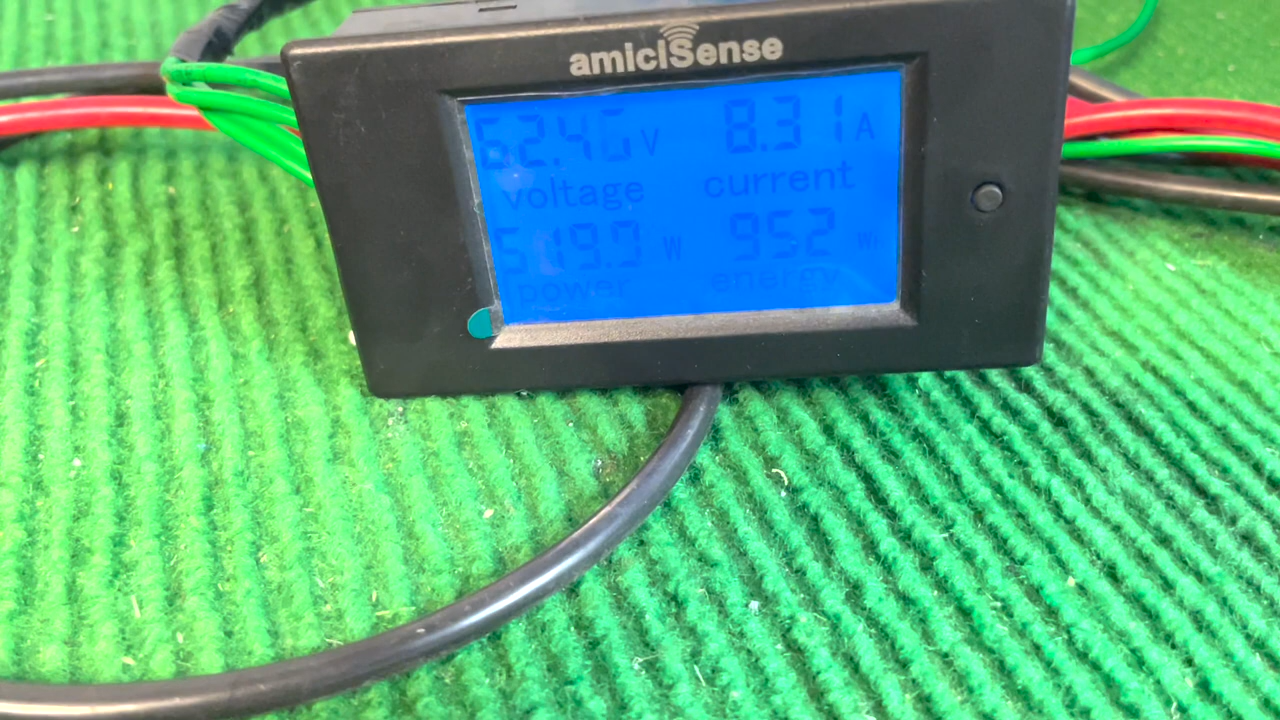 amiciSense
62.46 V 8.31 A
voltage current
519.0 W 952 Wh
power energy